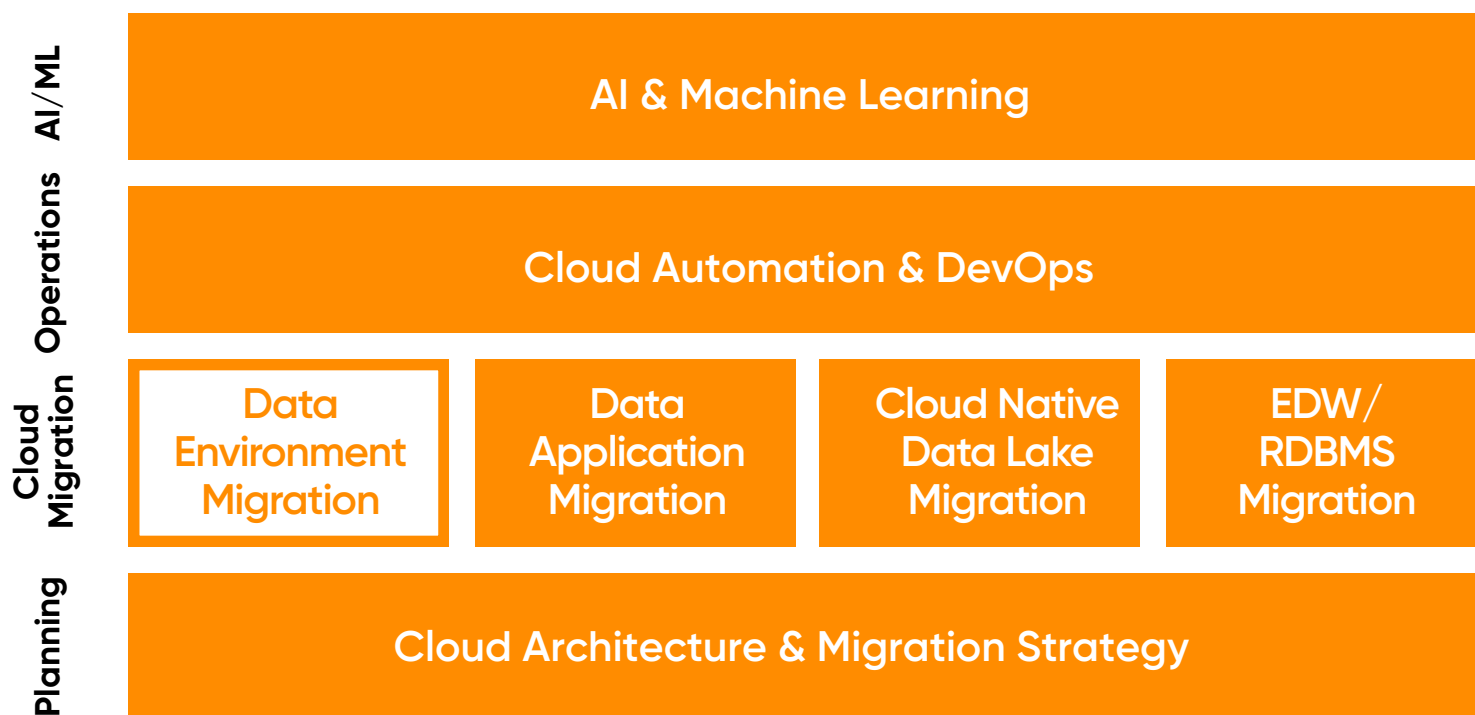 AI/ML
AI & Machine Learning
Operations
Cloud Automation & DevOps
Cloud
Migration
Data
Environment
Migration
Data
Application
Migration
Cloud Native
Data Lake
Migration
EDW/
RDBMS
Migration
Planning
Cloud Architecture & Migration Strategy